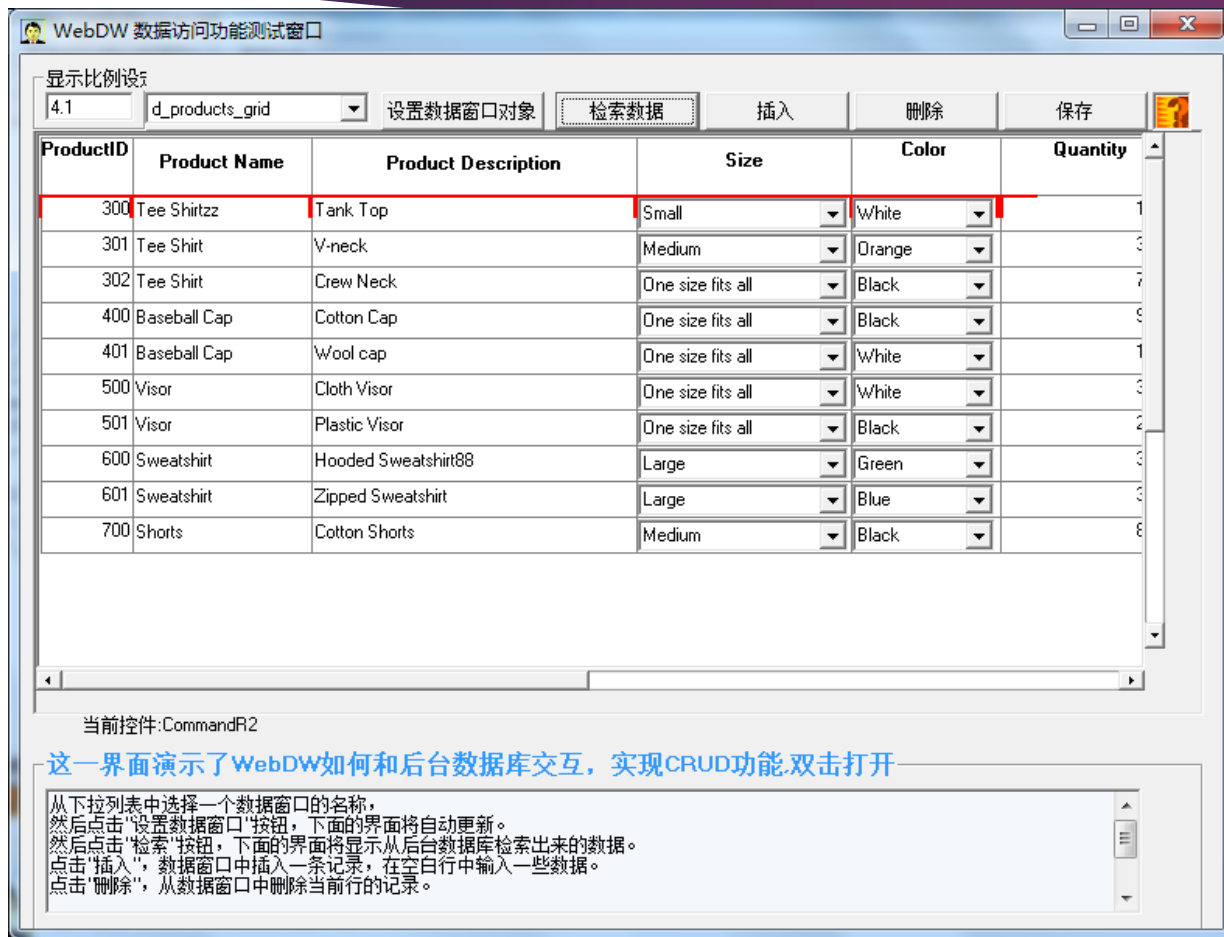 WebDW 数据访问功能测试窗口
显示比例设
4.1 d_products_grid 设置数据窗口对象 检索数据 插入 删除 保存
ProductID Product Name Product Description Size Color Quantity
300 Tee Shirtzz Tank Top Small White 1
301 Tee Shirt V-neck Medium Orange 3
302 Tee Shirt Crew Neck One size fits all Black
400 Baseball Cap Cotton Cap One size fits all Black
401 Baseball Cap Wool cap One size fits all White 1
500 Visor Cloth Visor One size fits all White 3
501 Visor Plastic Visor One size fits all Black 2
600 Sweatshirt Hooded Sweatshirt88 Large Green 3
601 Sweatshirt Zipped Sweatshirt Large Blue 3
700 Shorts Cotton Shorts Medium Black
当前控件:CommandR2
这一界面演示了WebDW如何和后台数据库交互，实现CRUD功能.双击打开
从下拉列表中选择一个数据窗口的名称，
然后点击"设置数据窗口"按钮，下面的界面将自动更新。
然后点击"检索"按钮，下面的界面将显示从后台数据库检索出来的数据。
点击"插入"，数据窗口中插入一条记录，在空白行中输入一些数据。
点击"删除"，从数据窗口中删除当前行的记录。